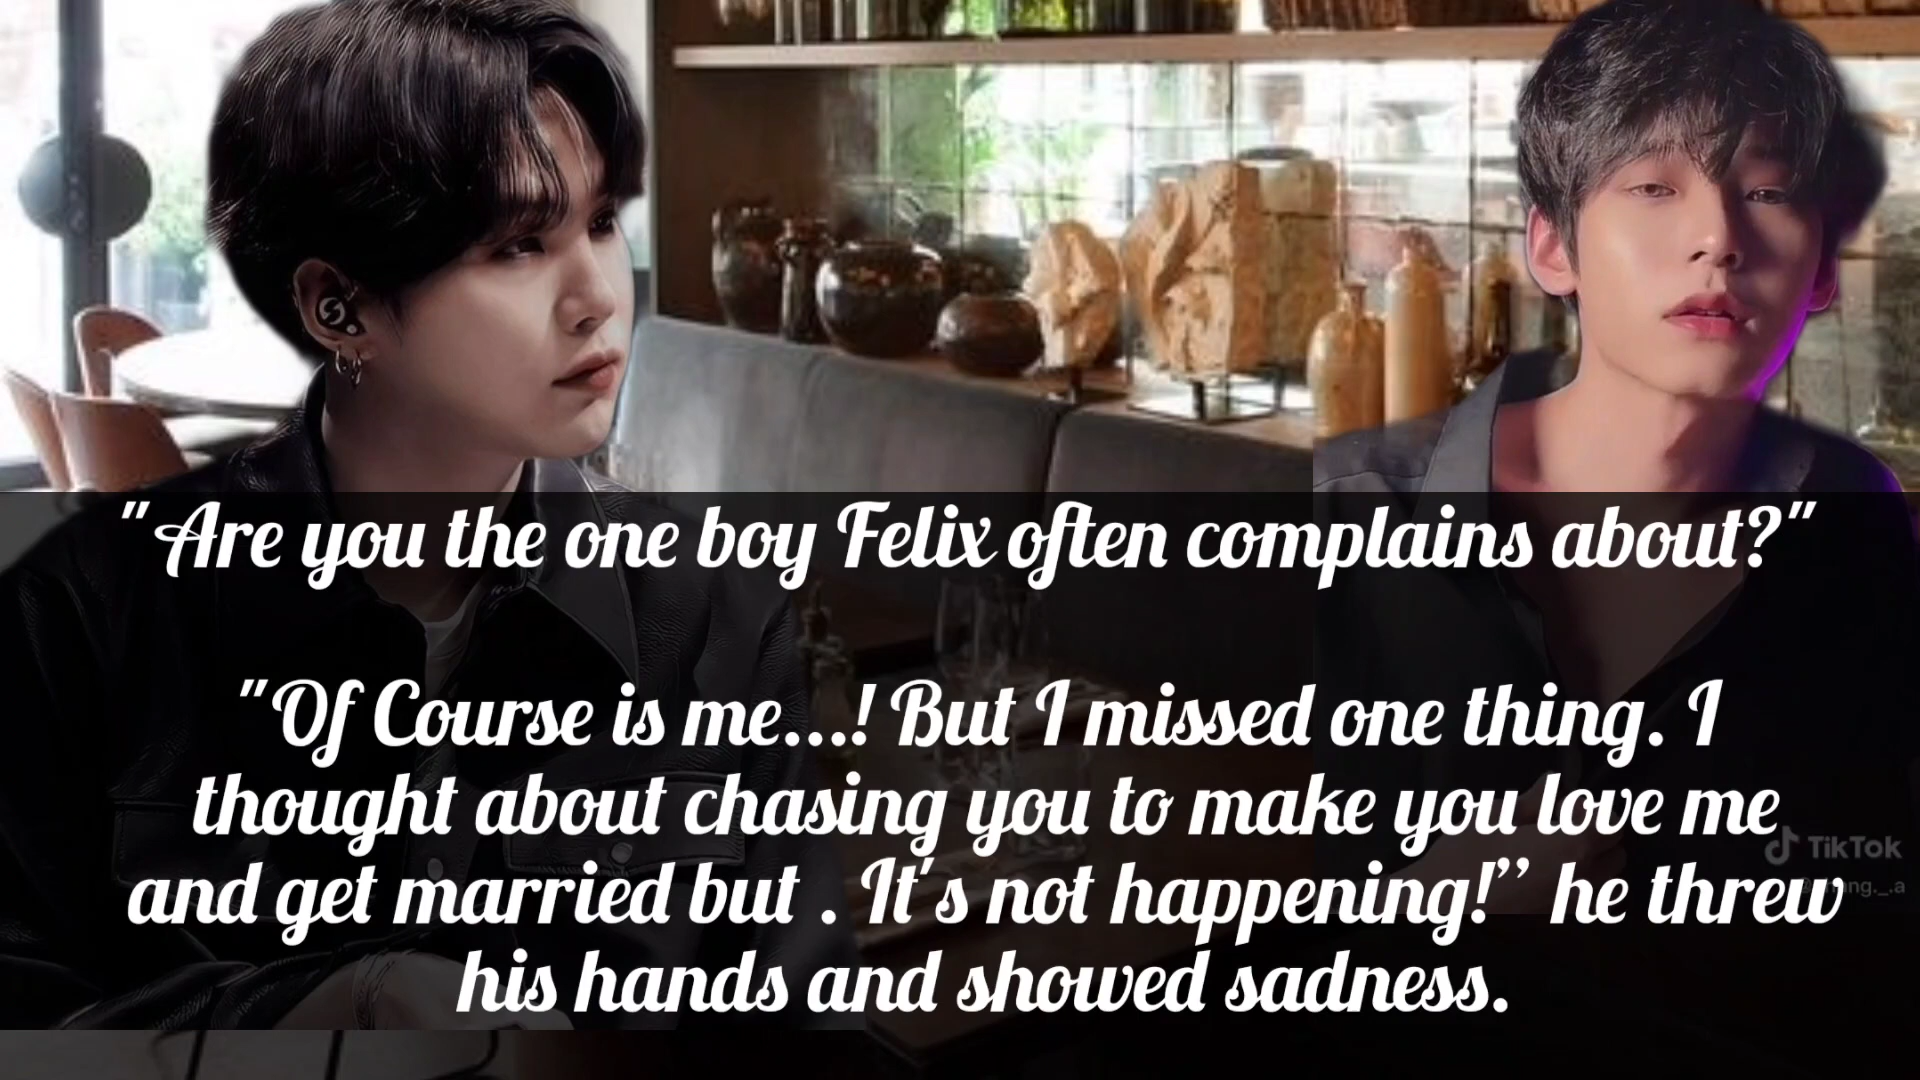 "Are you the one boy Felix often complains about?"
"Of Course is me...! But I missed one thing. I
thought about chasing you to make you love me
and get married but . It's not happening!” he threw
his hands and showed sadness.
TikTok